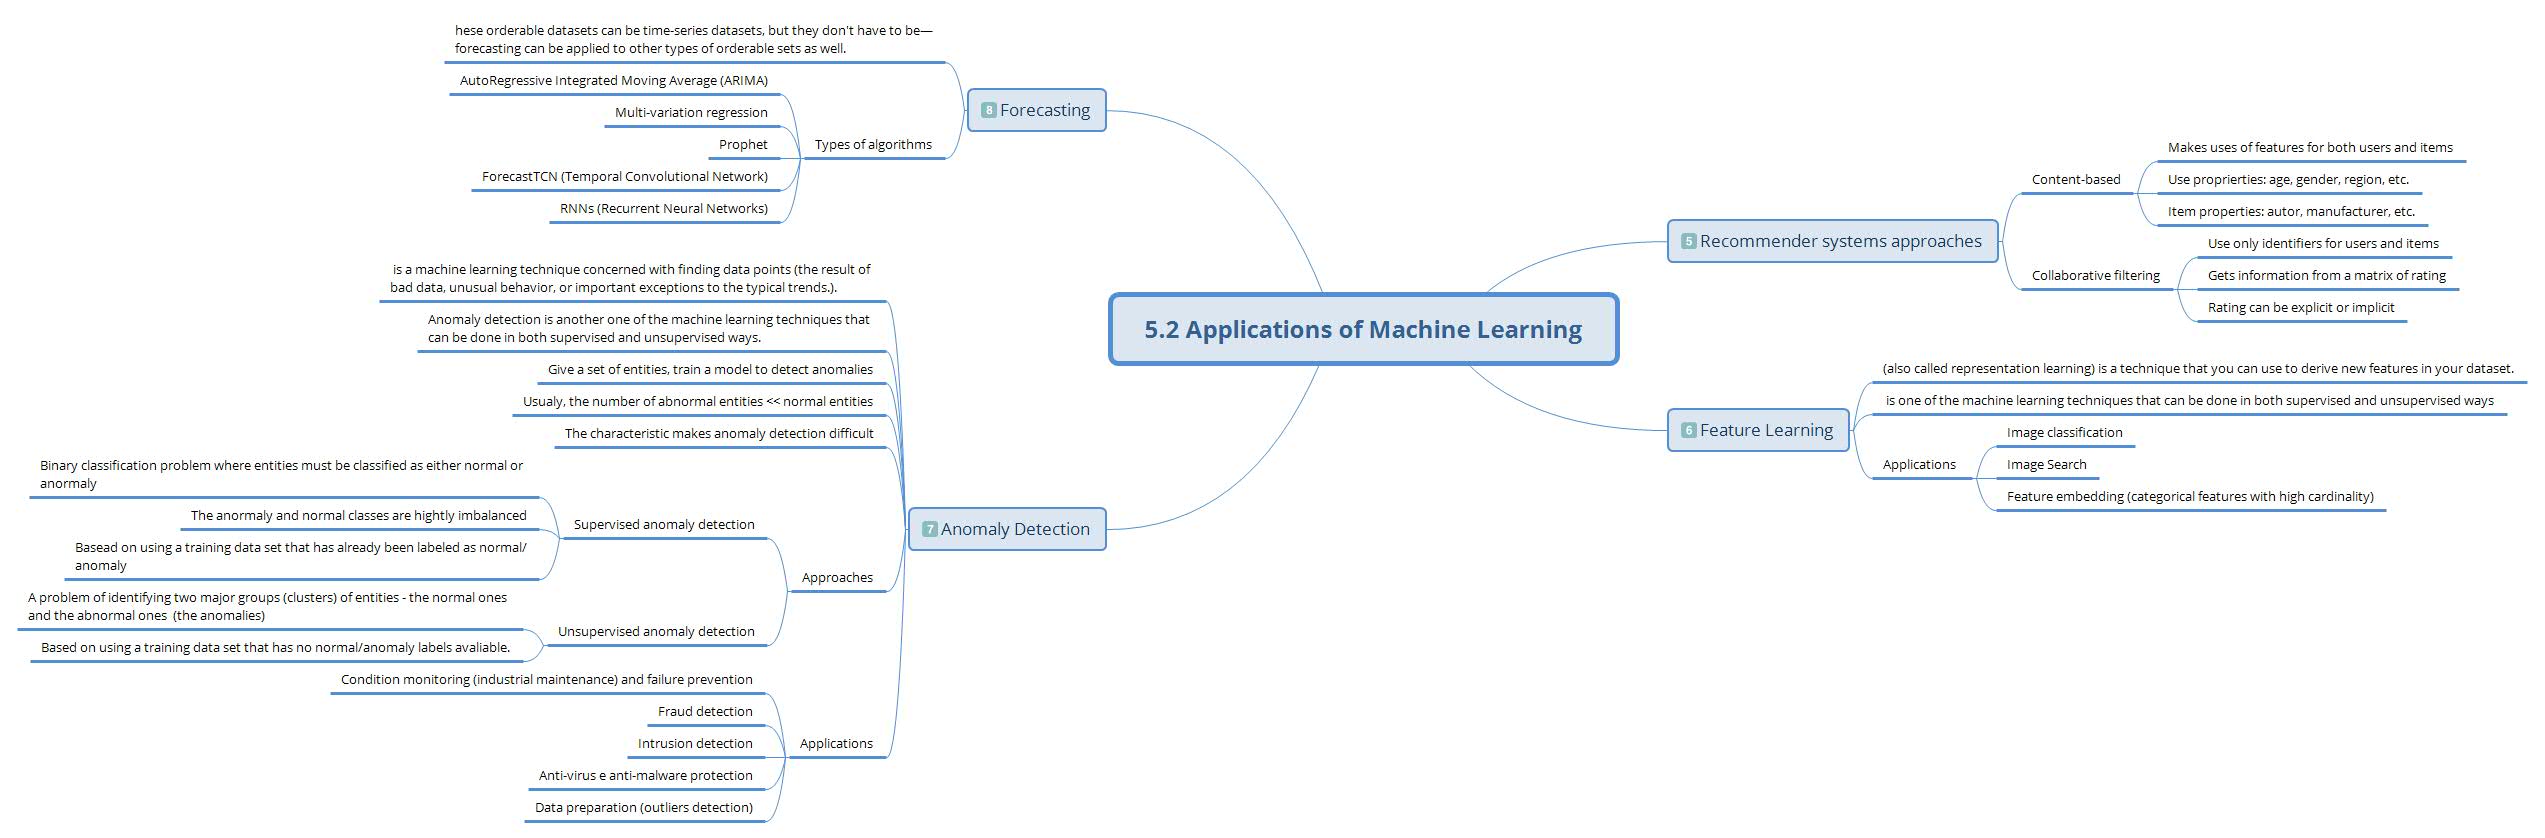 5.2 Applications of Machine Learning
5 Recommender systems approaches
Content-based
Makes uses of features for both users and items
Use proprierties: age, gender, region, etc.
Item properties: autor, manufacturer, etc.
Collaborative filtering
Use only identifiers for users and items
Gets information from a matrix of rating
Rating can be explicit or implicit
6 Feature Learning
(also called representation learning) is a technique that you can use to derive new features in your dataset.
is one of the machine learning techniques that can be done in both supervised and unsupervised ways
Applications
Image classification
Image Search
Feature embedding (categorical features with high cardinality)
7 Anomaly Detection
is a machine learning technique concerned with finding data points (the result of
bad data, unusual behavior, or important exceptions to the typical trends.).
Anomaly detection is another one of the machine learning techniques that
can be done in both supervised and unsupervised ways.
Give a set of entities, train a model to detect anomalies
Usualy, the number of abnormal entities << normal entities
The characteristic makes anomaly detection difficult
Approaches
Supervised anomaly detection
Binary classification problem where entities must be classified as either normal or
anormaly
The anormaly and normal classes are hightly imbalanced
Basead on using a training data set that has already been labeled as normal/
anomaly
Unsupervised anomaly detection
A problem of identifying two major groups (clusters) of entities - the normal ones
and the abnormal ones (the anomalies)
Based on using a training data set that has no normal/anomaly labels avaliable.
Applications
Condition monitoring (industrial maintenance) and failure prevention
Fraud detection
Intrusion detection
Anti-virus e anti-malware protection
Data preparation (outliers detection)
8 Forecasting
hese orderable datasets can be time-series datasets, but they don't have to be—
forecasting can be applied to other types of orderable sets as well.
Types of algorithms
AutoRegressive Integrated Moving Average (ARIMA)
Multi-variation regression
Prophet
ForecastTCN (Temporal Convolutional Network)
RNNs (Recurrent Neural Networks)